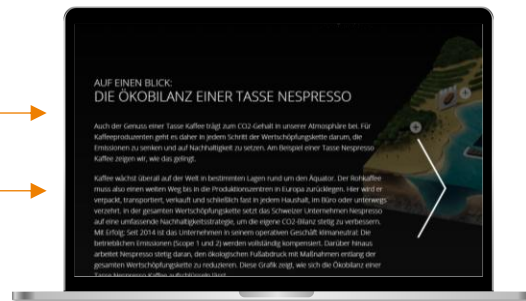 AUF EINEN BLICK:
DIE ÖKOBILANZ EINER TASSE NESPRESSO
Auch der Genuss einer Tasse Kaffee trägt zum CO2-Gehalt in unserer Atmosphäre bei. Für
Kaffeeproduzenten geht es daher in jedem Schritt der Wertschöpfungskette darum, die
Emissionen zu senken und auf Nachhaltigkeit zu setzen. Am Beispiel einer Tasse Nespresso
Kaffee zeigen wir, wie das gelingt.
Kaffee wächst überall auf der Welt in bestimmten Lagen rund um den Äquator. Der Rohkaffee
muss also einen weiten Weg bis in die Produktionszentren in Europa zurücklegen. Hier wird er
verpackt, transportiert, verkauft und schließlich fast in jedem Haushalt, im Büro oder unterwegs
verzehrt. In der gesamten Wertschöpfungskette setzt das Schweizer Unternehmen Nespresso
auf eine umfassende Nachhaltigkeitsstrategie, um die eigene CO2-Bilanz stetig zu verbessern.
Mit Erfolg: Seit 2014 ist das Unternehmen in seinem operativen Geschäft klimaneutral: Die
betrieblichen Emissionen (Scope 1 und 2) werden vollständig kompensiert. Darüber hinaus
arbeitet Nespresso stetig daran, den ökologischen Fußabdruck mit Maßnahmen entlang der
gesamten Wertschöpfungskette zu reduzieren. Diese Grafik zeigt, wie sich die Ökobilanz einer
Tasse Nespresso Kaffee aufschlüsseln lässt.